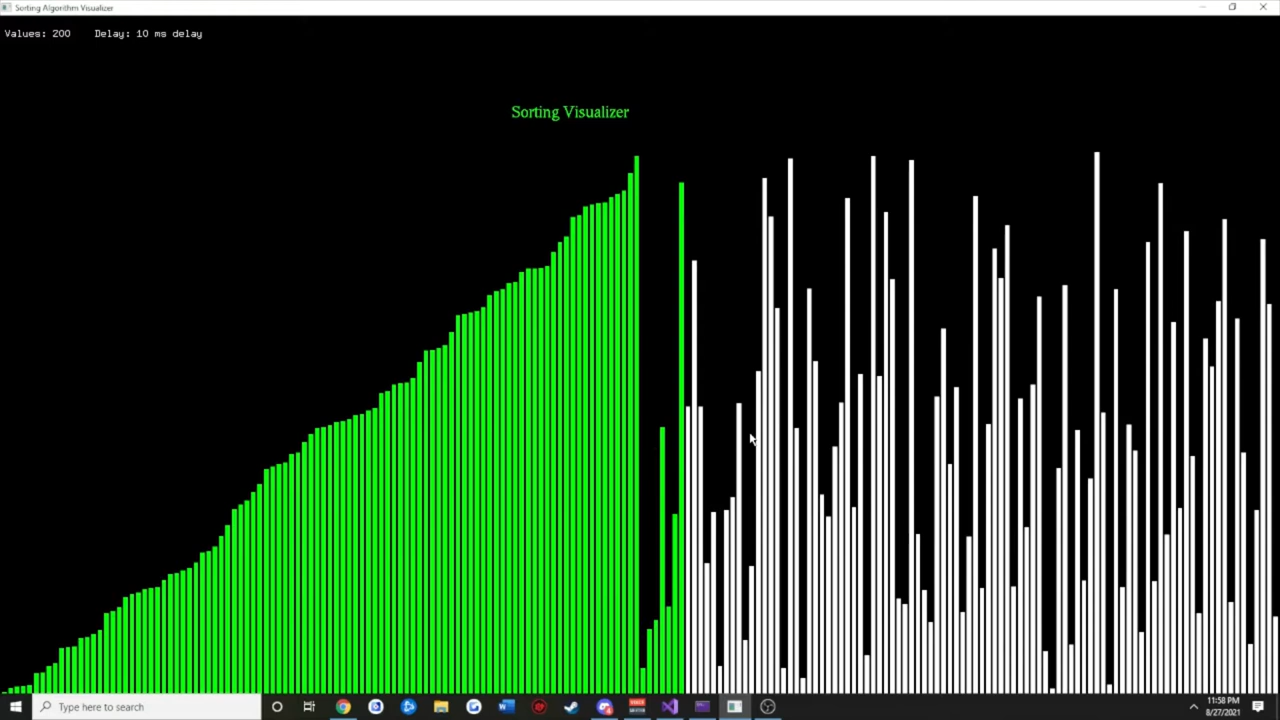 Sorting Algorithm Visualizer
Values: 200    Delay: 10 ms delay
Sorting Visualizer
Type here to search
11:58 PM
8/27/2021